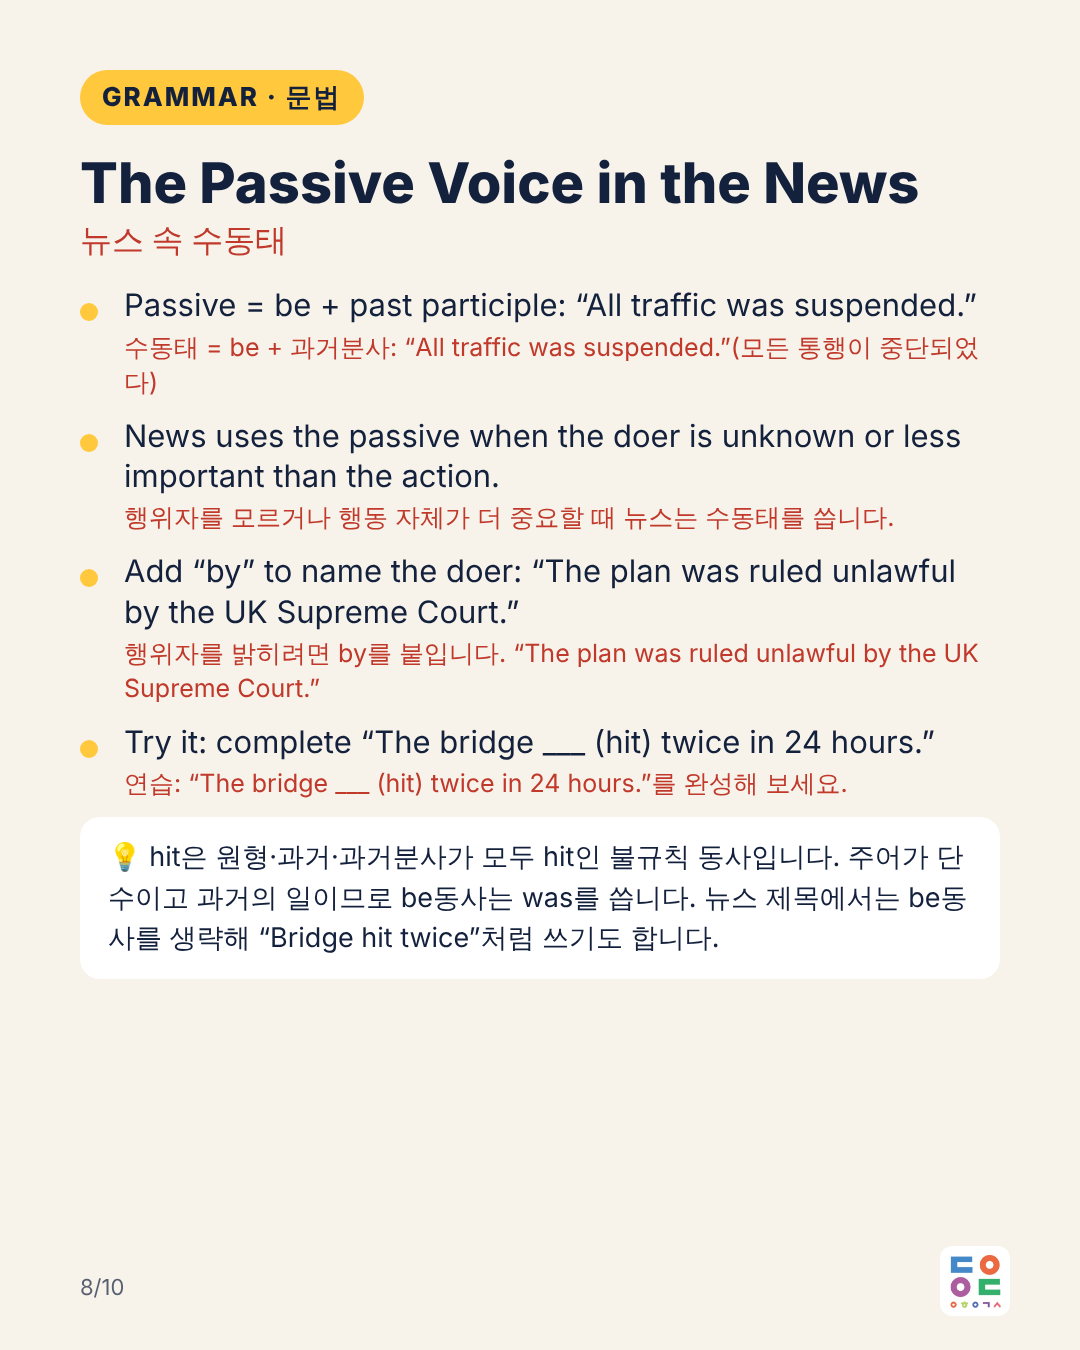 GRAMMAR · 문법
The Passive Voice in the News
뉴스 속 수동태
Passive = be + past participle: “All traffic was suspended.”
수동태 = be + 과거분사: “All traffic was suspended.”(모든 통행이 중단되었
다)
News uses the passive when the doer is unknown or less
important than the action.
행위자를 모르거나 행동 자체가 더 중요할 때 뉴스는 수동태를 씁니다.
Add “by” to name the doer: “The plan was ruled unlawful
by the UK Supreme Court.”
행위자를 밝히려면 by를 붙입니다. “The plan was ruled unlawful by the UK
Supreme Court.”
Try it: complete “The bridge ___ (hit) twice in 24 hours.”
연습: “The bridge ___ (hit) twice in 24 hours.”를 완성해 보세요.
💡 hit은 원형·과거·과거분사가 모두 hit인 불규칙 동사입니다. 주어가 단
수이고 과거의 일이므로 be동사는 was를 씁니다. 뉴스 제목에서는 be동
사를 생략해 “Bridge hit twice”처럼 쓰기도 합니다.
8/10